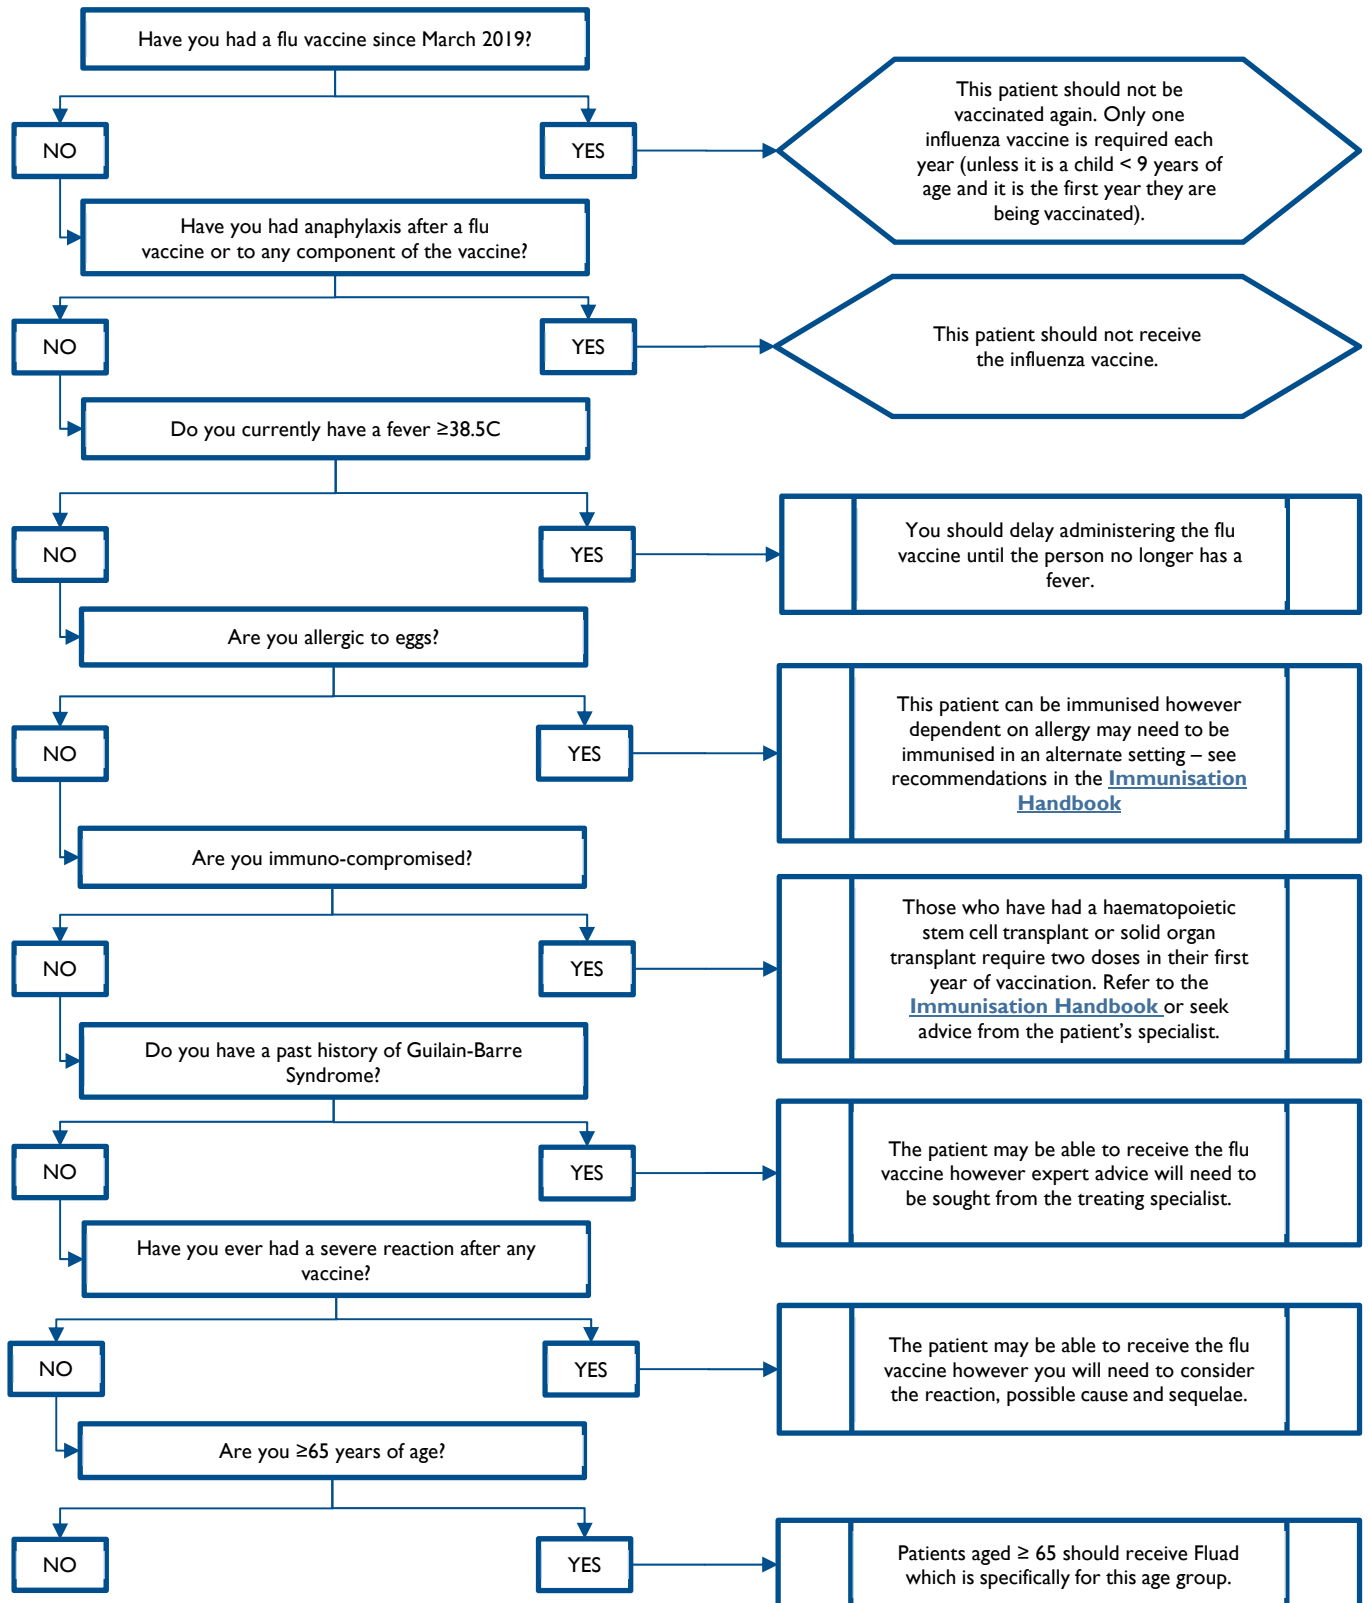 Have you had a flu vaccine since March 2019?
NO
YES
This patient should not be
vaccinated again. Only one
influenza vaccine is required each
year (unless it is a child < 9 years of
age and it is the first year they are
being vaccinated).
Have you had anaphylaxis after a flu
vaccine or to any component of the vaccine?
NO
YES
This patient should not receive
the influenza vaccine.
Do you currently have a fever ≥38.5C
NO
YES
You should delay administering the flu
vaccine until the person no longer has a
fever.
Are you allergic to eggs?
NO
YES
This patient can be immunised however
dependent on allergy may need to be
immunised in an alternate setting – see
recommendations in the Immunisation
Handbook
Are you immuno-compromised?
NO
YES
Those who have had a haematopoietic
stem cell transplant or solid organ
transplant require two doses in their first
year of vaccination. Refer to the
Immunisation Handbook or seek
advice from the patient’s specialist.
Do you have a past history of Guilain-Barre
Syndrome?
NO
YES
The patient may be able to receive the flu
vaccine however expert advice will need to
be sought from the treating specialist.
Have you ever had a severe reaction after any
vaccine?
NO
YES
The patient may be able to receive the flu
vaccine however you will need to consider
the reaction, possible cause and sequelae.
Are you ≥65 years of age?
NO
YES
Patients aged ≥ 65 should receive Fluad
which is specifically for this age group.